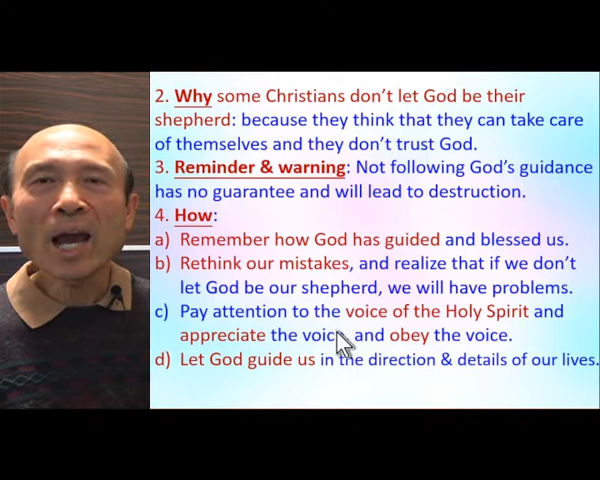 2. Why some Christians don't let God be their
shepherd: because they think that they can take care
of themselves and they don't trust God.
3. Reminder & warning: Not following God's guidance
has no guarantee and will lead to destruction.
4. How:
a) Remember how God has guided and blessed us.
b) Rethink our mistakes, and realize that if we don't
let God be our shepherd, we will have problems.
c) Pay attention to the voice of the Holy Spirit and
appreciate the voice, and obey the voice.
d) Let God guide us in the direction & details of our lives.